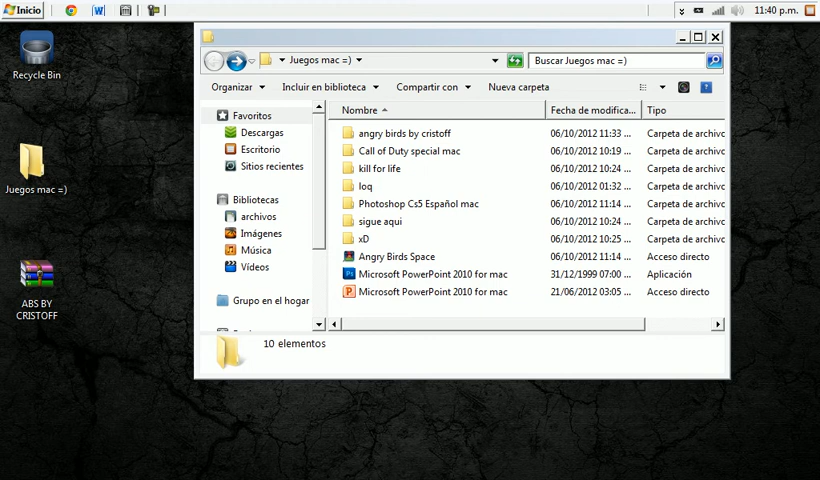 Inicio
11:40 p.m.
Recycle Bin
Juegos mac =)
ABS BY
CRISTOFF
Juegos mac =)
Buscar Juegos mac =)
Organizar
Incluir en biblioteca
Compartir con
Nueva carpeta
Favoritos
Descargas
Escritorio
Sitios recientes
Bibliotecas
archivos
Imágenes
Música
Vídeos
Grupo en el hogar
Nombre
Fecha de modifica...
Tipo
angry birds by cristoff
06/10/2012 11:33 ...
Carpeta de archivo
Call of Duty special mac
06/10/2012 10:19 ...
Carpeta de archivo
kill for life
06/10/2012 10:24 ...
Carpeta de archivo
loq
06/10/2012 01:32 ...
Carpeta de archivo
Photoshop Cs5 Español mac
06/10/2012 11:14 ...
Carpeta de archivo
sigue aqui
06/10/2012 10:24 ...
Carpeta de archivo
xD
06/10/2012 10:25 ...
Carpeta de archivo
Angry Birds Space
06/10/2012 11:14 ...
Acceso directo
Microsoft PowerPoint 2010 for mac
31/12/1999 07:00 ...
Aplicación
Microsoft PowerPoint 2010 for mac
21/06/2012 03:05 ...
Acceso directo
10 elementos